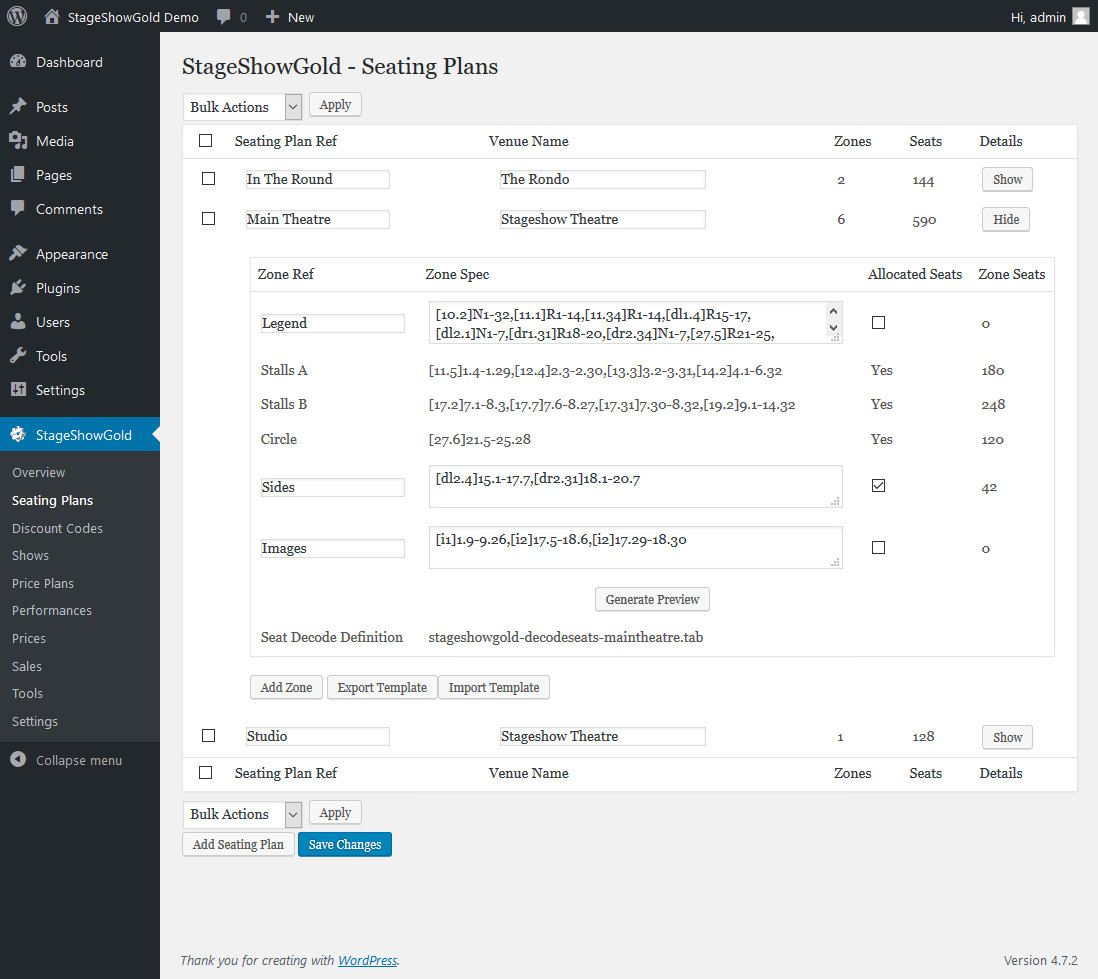 StageShowGold Demo 0 New Hi, admin
Dashboard
Posts
Media
Pages
Comments
Appearance
Plugins
Users
Tools
Settings
StageShowGold
Overview
Seating Plans
Discount Codes
Shows
Price Plans
Performances
Prices
Sales
Tools
Settings
Collapse menu
StageShowGold - Seating Plans
Bulk Actions Apply
Seating Plan Ref Venue Name Zones Seats Details
In The Round The Rondo 2 144 Show
Main Theatre Stageshow Theatre 6 590 Hide
Zone Ref Zone Spec Allocated Seats Zone Seats
Legend [10.2]N1-32,[11.1]R1-14,[11.34]R1-14,[dl1.4]R15-17, 0
[dl2.1]N1-7,[dr1.31]R18-20,[dr2.34]N1-7,[27.5]R21-25,
Stalls A [11.5]1.4-1.29,[12.4]2.3-2.30,[13.3]3.2-3.31,[14.2]4.1-6.32 Yes 180
Stalls B [17.2]7.1-8.3,[17.7]7.6-8.27,[17.31]7.30-8.32,[19.2]9.1-14.32 Yes 248
Circle [27.6]21.5-25.28 Yes 120
Sides [dl2.4]15.1-17.7,[dr2.31]18.1-20.7 42
Images [i1]1.9-9.26,[i2]17.5-18.6,[i2]17.29-18.30 0
Generate Preview
Seat Decode Definition stageshowgold-decodeseats-maintheatre.tab
Add Zone Export Template Import Template
Studio Stageshow Theatre 1 128 Show
Seating Plan Ref Venue Name Zones Seats Details
Bulk Actions Apply
Add Seating Plan Save Changes
Thank you for creating with WordPress. Version 4.7.2